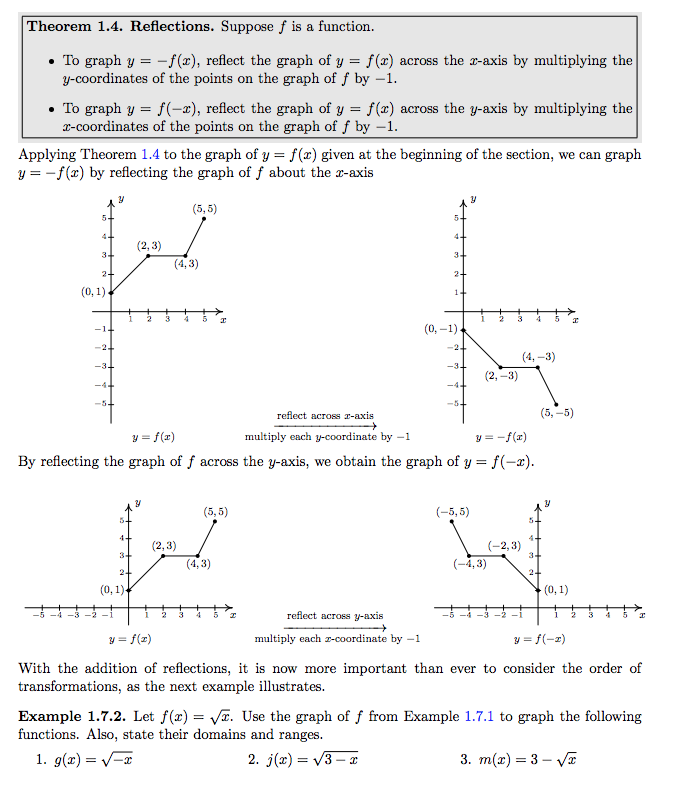 Theorem 1.4. Reflections. Suppose f is a function.
• To graph y = −f(x), reflect the graph of y = f(x) across the x-axis by multiplying the
y-coordinates of the points on the graph of f by −1.
• To graph y = f(−x), reflect the graph of y = f(x) across the y-axis by multiplying the
x-coordinates of the points on the graph of f by −1.
Applying Theorem 1.4 to the graph of y = f(x) given at the beginning of the section, we can graph
y = −f(x) by reflecting the graph of f about the x-axis
y
(5, 5)
5
4
(2, 3)
3
(4, 3)
2
(0, 1)
1 2 3 4 5 x
−1
−2
−3
−4
−5
y = f(x)
reflect across x-axis
multiply each y-coordinate by −1
y
5
4
3
2
1
1 2 3 4 5 x
(0, −1)
−2
(4, −3)
−3
(2, −3)
−4
−5
(5, −5)
y = −f(x)
By reflecting the graph of f across the y-axis, we obtain the graph of y = f(−x).
y
(5, 5)
5
4
(2, 3)
3
(4, 3)
2
(0, 1)
−5 −4 −3 −2 −1 1 2 3 4 5 x
y = f(x)
reflect across y-axis
multiply each x-coordinate by −1
y
(−5, 5)
5
4
(−2, 3)
3
(−4, 3)
2
(0, 1)
−5 −4 −3 −2 −1 1 2 3 4 5 x
y = f(−x)
With the addition of reflections, it is now more important than ever to consider the order of
transformations, as the next example illustrates.
Example 1.7.2. Let f(x) = √x. Use the graph of f from Example 1.7.1 to graph the following
functions. Also, state their domains and ranges.
1. g(x) = √(−x) 2. j(x) = √(3 − x) 3. m(x) = 3 − √x